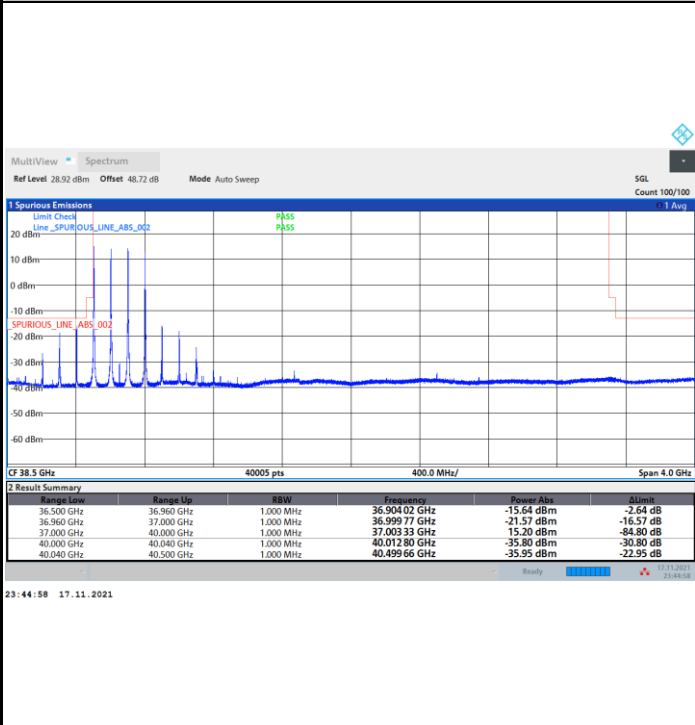 MultiView Spectrum
Ref Level 28.92 dBm Offset 48.72 dB Mode Auto Sweep SGL
Count 100/100
1 Spurious Emissions 1 Avg
Limit Check PASS
Line _SPURIOUS_LINE_ABS_002 PASS
20 dBm
10 dBm
0 dBm
-10 dBm
_SPURIOUS_LINE_ABS_002
-20 dBm
-30 dBm
-40 dBm
-50 dBm
-60 dBm
CF 38.5 GHz 40005 pts 400.0 MHz/ Span 4.0 GHz
2 Result Summary
Range Low Range Up RBW Frequency Power Abs ΔLimit
36.500 GHz 36.960 GHz 1.000 MHz 36.904 02 GHz -15.64 dBm -2.64 dB
36.960 GHz 37.000 GHz 1.000 MHz 36.999 77 GHz -21.57 dBm -16.57 dB
37.000 GHz 40.000 GHz 1.000 MHz 37.003 33 GHz 15.20 dBm -84.80 dB
40.000 GHz 40.040 GHz 1.000 MHz 40.012 80 GHz -35.80 dBm -30.80 dB
40.040 GHz 40.500 GHz 1.000 MHz 40.499 66 GHz -35.95 dBm -22.95 dB
Ready 17.11.2021
23:44:58
23:44:58 17.11.2021